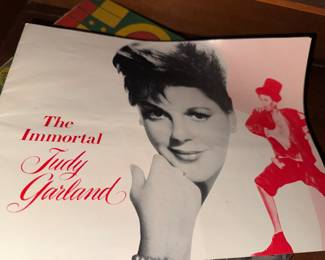 The
Immortal
Judy
Garland